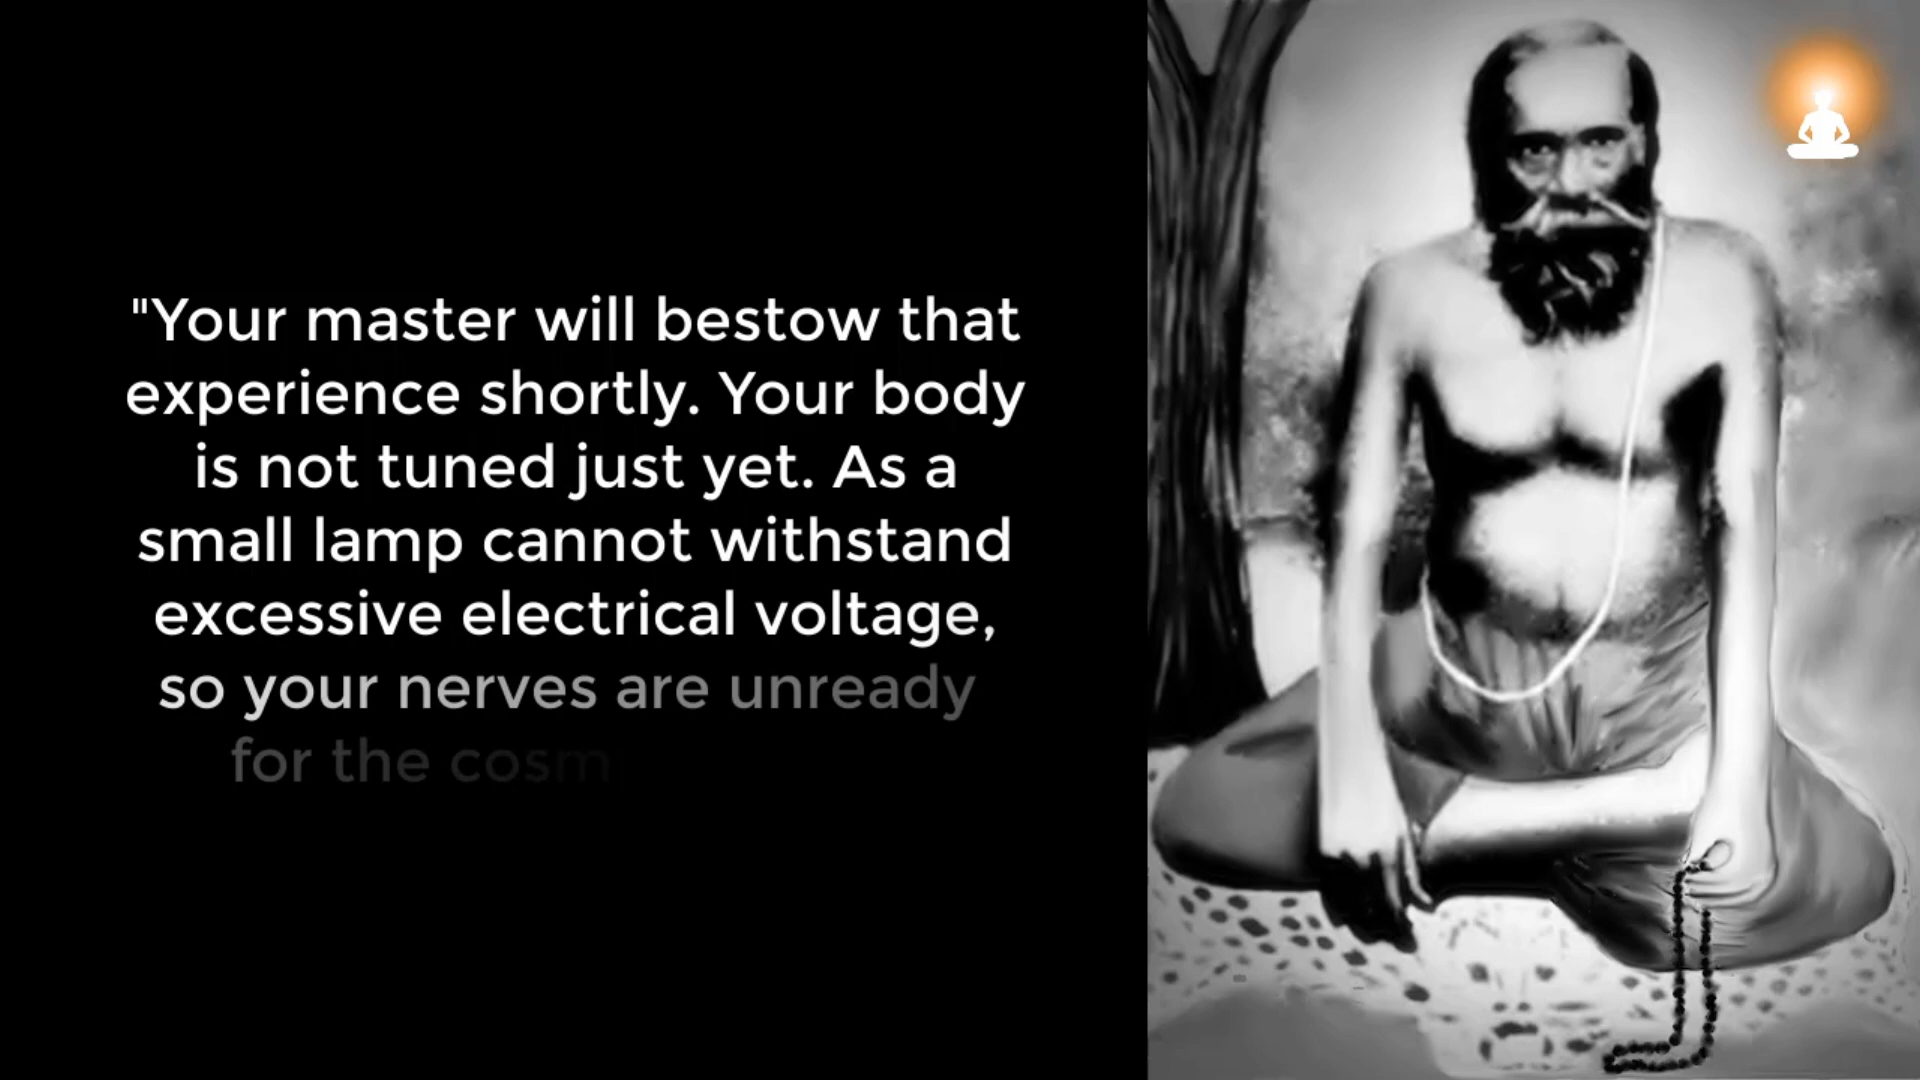 "Your master will bestow that
experience shortly. Your body
is not tuned just yet. As a
small lamp cannot withstand
excessive electrical voltage,
so your nerves are unready
for the cosm